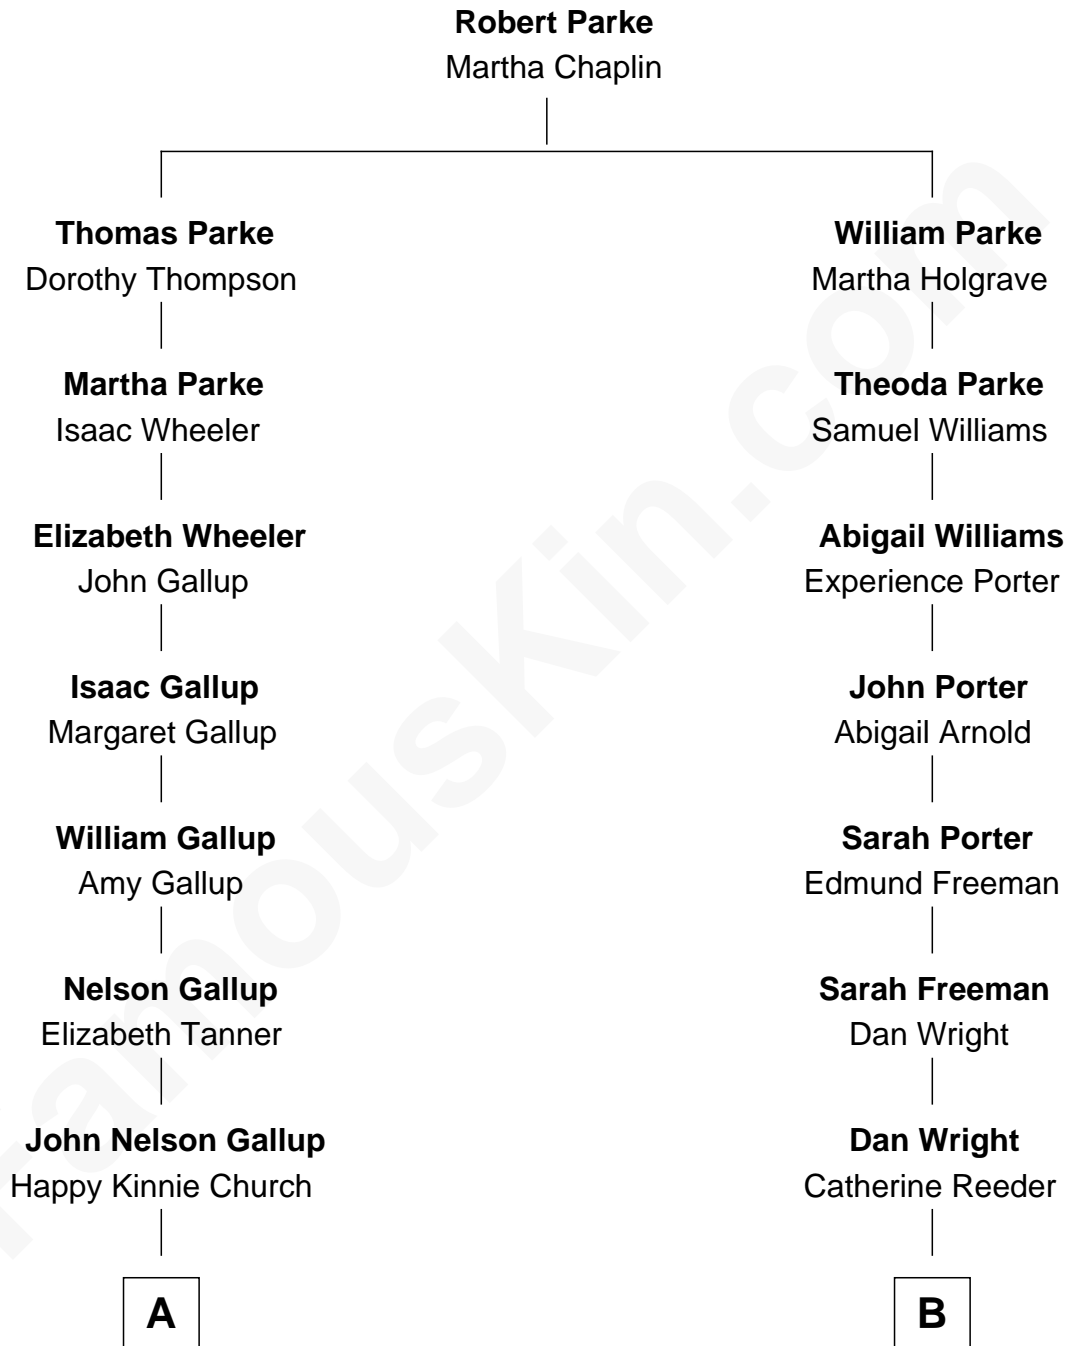 Robert Parke
Martha Chaplin
Thomas Parke
Dorothy Thompson
William Parke
Martha Holgrave
Martha Parke
Isaac Wheeler
Theoda Parke
Samuel Williams
Elizabeth Wheeler
John Gallup
Abigail Williams
Experience Porter
Isaac Gallup
Margaret Gallup
John Porter
Abigail Arnold
William Gallup
Amy Gallup
Sarah Porter
Edmund Freeman
Nelson Gallup
Elizabeth Tanner
Sarah Freeman
Dan Wright
John Nelson Gallup
Happy Kinnie Church
Dan Wright
Catherine Reeder
A
B
FamousKin.com